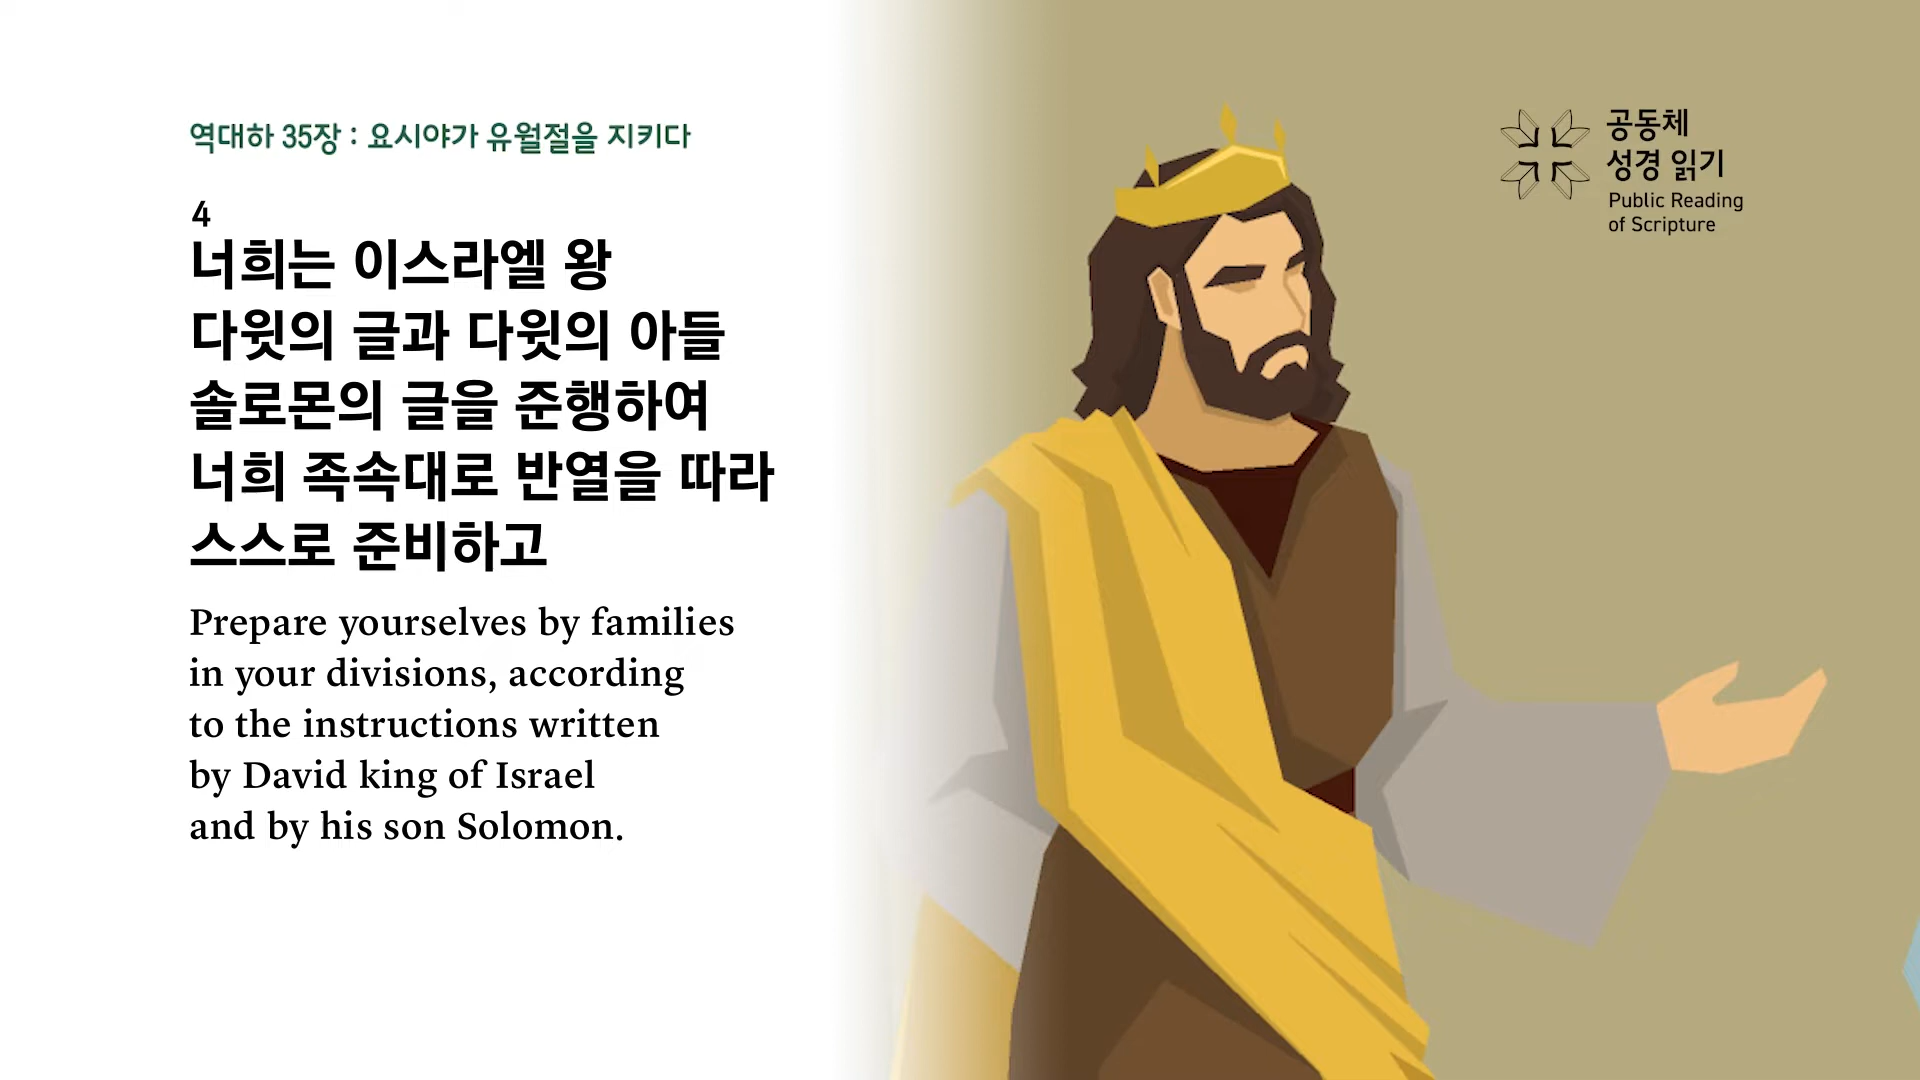 역대하 35장 : 요시야가 유월절을 지키다
4
너희는 이스라엘 왕
다윗의 글과 다윗의 아들
솔로몬의 글을 준행하여
너희 족속대로 반열을 따라
스스로 준비하고
Prepare yourselves by families
in your divisions, according
to the instructions written
by David king of Israel
and by his son Solomon.
공동체
성경 읽기
Public Reading
of Scripture